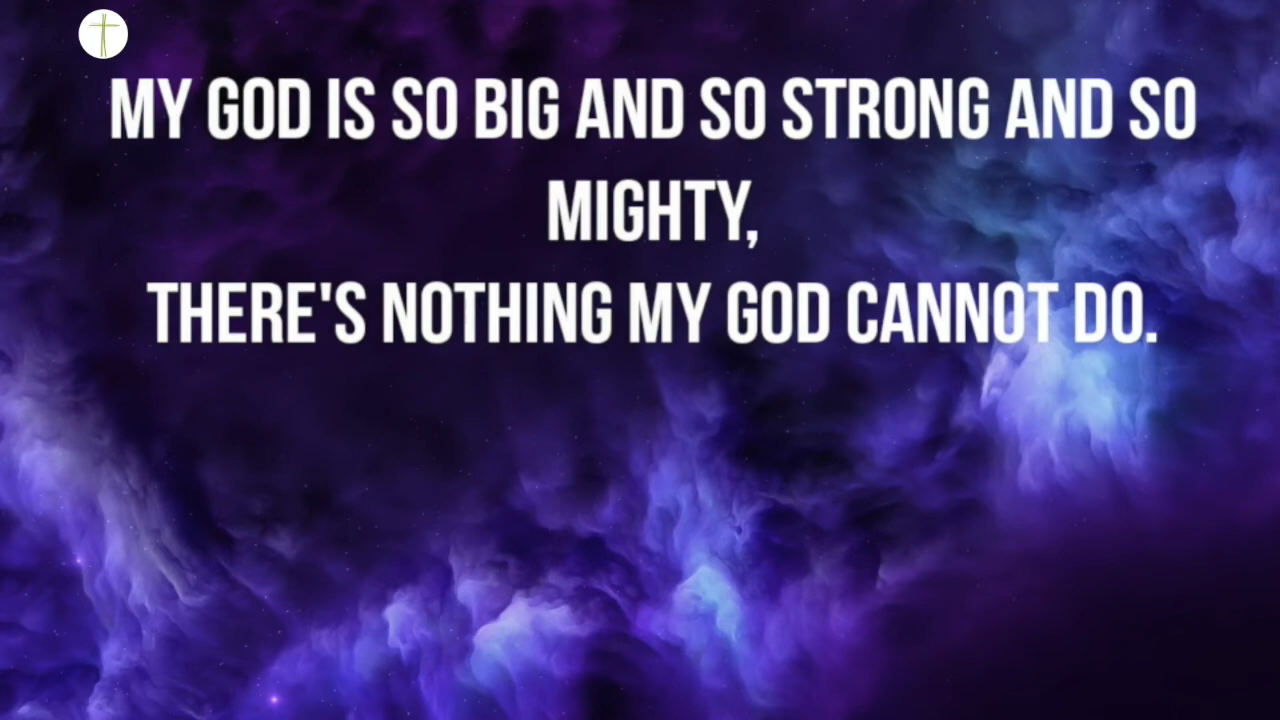 MY GOD IS SO BIG AND SO STRONG AND SO
MIGHTY,
THERE'S NOTHING MY GOD CANNOT DO.